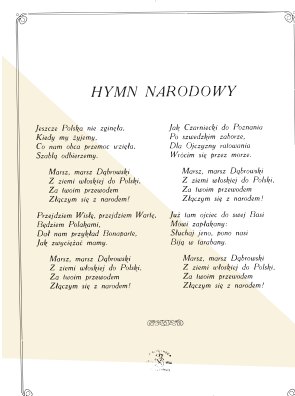 HYMN NARODOWY
Jeszcze Polska nie zginęła,
Kiedy my żyjemy,
Co nam obca przemoc wzięła,
Szablą odbierzemy.
Marsz, marsz Dąbrowski
Z ziemi włoskiej do Polski,
Za twoim przewodem
Złączym się z narodem!
Przejdziem Wisłę, przejdziem Wartę,
Będziem Polakami,
Dał nam przykład Bonaparte,
Jak zwyciężać mamy.
Marsz, marsz Dąbrowski
Z ziemi włoskiej do Polski,
Za twoim przewodem
Złączym się z narodem!
Jak Czarniecki do Poznania
Po szwedzkim zaborze,
Dla Ojczyzny ratowania
Wrócim się przez morze.
Marsz, marsz Dąbrowski
Z ziemi włoskiej do Polski,
Za twoim przewodem
Złączym się z narodem!
Już tam ojciec do swej Basi
Mówi zapłakany:
Słuchaj jeno, pono nasi
Biją w tarabany.
Marsz, marsz Dąbrowski
Z ziemi włoskiej do Polski,
Za twoim przewodem
Złączym się z narodem!